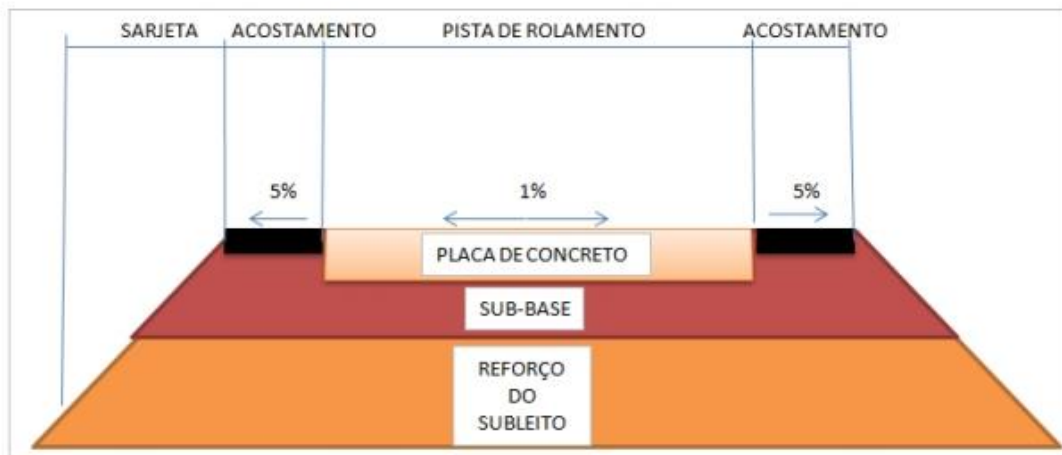 SARJETA ACOSTAMENTO PISTA DE ROLAMENTO ACOSTAMENTO
5% 1% 5%
PLACA DE CONCRETO
SUB-BASE
REFORÇO
DO
SUBLEITO